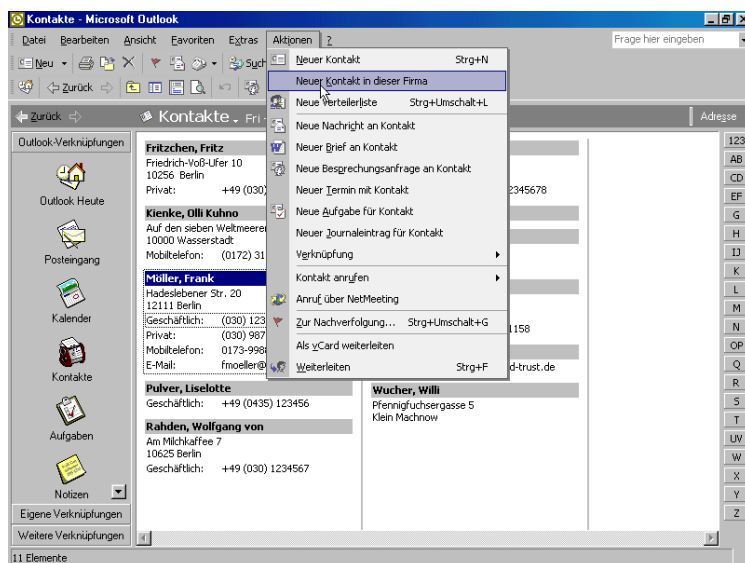 Kontakte - Microsoft Outlook
Datei Bearbeiten Ansicht Favoriten Extras Aktionen ?
Frage hier eingeben
Neu
Zurück
Zurück
Kontakte
Adresse
Outlook-Verknüpfungen
Outlook Heute
Posteingang
Kalender
Kontakte
Aufgaben
Notizen
Eigene Verknüpfungen
Weitere Verknüpfungen
Fritzchen, Fritz
Friedrich-Voß-Ufer 10
10256 Berlin
Privat: +49 (030)
Kienke, Olli Kuhno
Auf den sieben Weltmeeren
10000 Wasserstadt
Mobiltelefon: (0172) 31
Möller, Frank
Hadeslebener Str. 20
12111 Berlin
Geschäftlich: (030) 123
Privat: (030) 987
Mobiltelefon: 0173-998
E-Mail: fmoeller@
Pulver, Liselotte
Geschäftlich: +49 (0435) 123456
Rahden, Wolfgang von
Am Milchkaffee 7
10625 Berlin
Geschäftlich: +49 (030) 1234567
Neuer Kontakt Strg+N
Neuer Kontakt in dieser Firma
Neue Verteilerliste Strg+Umschalt+L
Neue Nachricht an Kontakt
Neuer Brief an Kontakt
Neue Besprechungsanfrage an Kontakt
Neuer Termin mit Kontakt
Neue Aufgabe für Kontakt
Neuer Journaleintrag für Kontakt
Verknüpfung
Kontakt anrufen
Anruf über NetMeeting
Zur Nachverfolgung... Strg+Umschalt+G
Als vCard weiterleiten
Weiterleiten Strg+F
2345678
1158
d-trust.de
Wucher, Willi
Pfennigfuchsergasse 5
Klein Machnow
123
AB
CD
EF
G
H
IJ
K
L
M
N
OP
Q
R
S
T
UV
W
X
Y
Z
11 Elemente